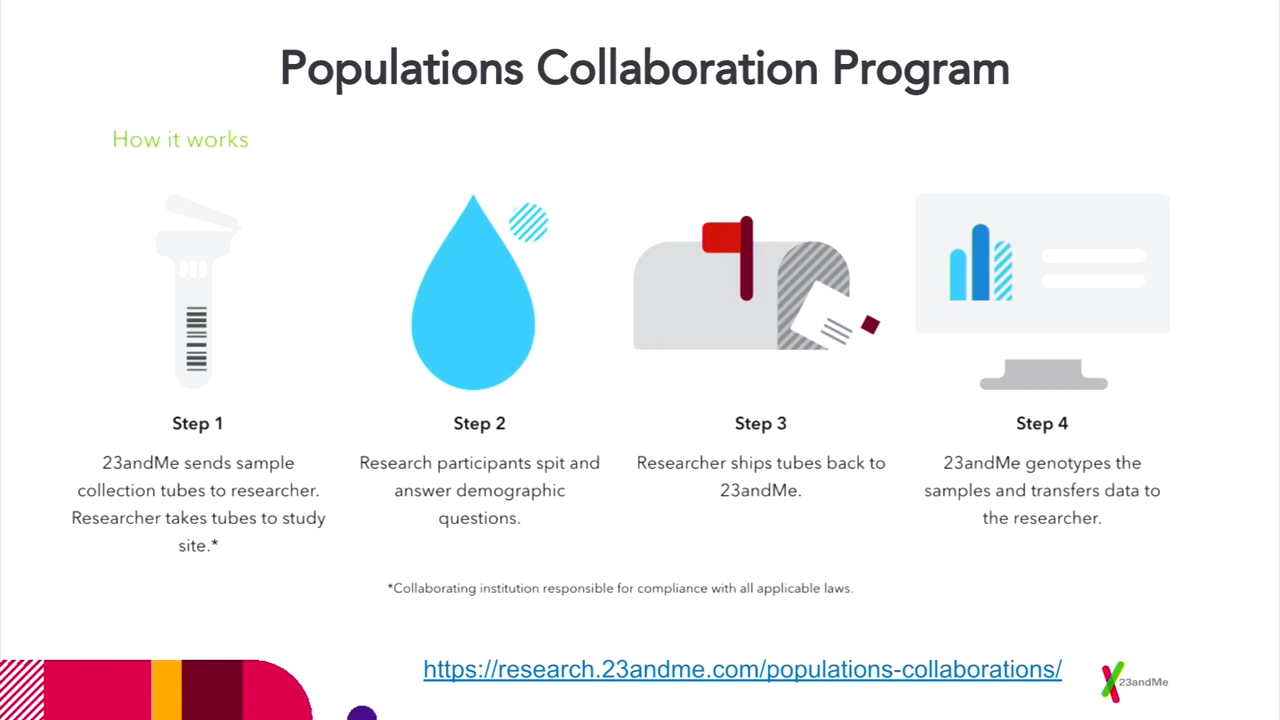 Populations Collaboration Program
How it works
Step 1
23andMe sends sample
collection tubes to researcher.
Researcher takes tubes to study
site.*
Step 2
Research participants spit and
answer demographic
questions.
Step 3
Researcher ships tubes back to
23andMe.
Step 4
23andMe genotypes the
samples and transfers data to
the researcher.
*Collaborating institution responsible for compliance with all applicable laws.
https://research.23andme.com/populations-collaborations/
23andMe